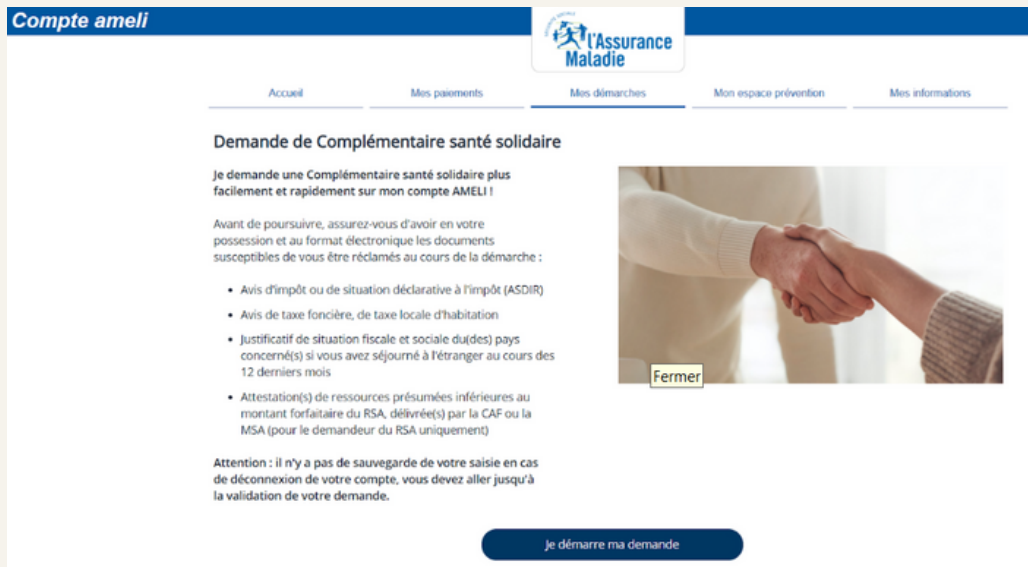 Compte ameli
l'Assurance
Maladie
Accueil
Mes paiements
Mes démarches
Mon espace prévention
Mes informations
Demande de Complémentaire santé solidaire
Je demande une Complémentaire santé solidaire plus
facilement et rapidement sur mon compte AMELI !
Avant de poursuivre, assurez-vous d'avoir en votre
possession et au format électronique les documents
susceptibles de vous être réclamés au cours de la démarche :
• Avis d'impôt ou de situation déclarative à l'impôt (ASDIR)
• Avis de taxe foncière, de taxe locale d'habitation
• Justificatif de situation fiscale et sociale du(des) pays
concerné(s) si vous avez séjourné à l'étranger au cours des
12 derniers mois
• Attestation(s) de ressources présumées inférieures au
montant forfaitaire du RSA, délivrée(s) par la CAF ou la
MSA (pour le demandeur du RSA uniquement)
Fermer
Attention : il n'y a pas de sauvegarde de votre saisie en cas
de déconnexion de votre compte, vous devez aller jusqu'à
la validation de votre demande.
Je démarre ma demande